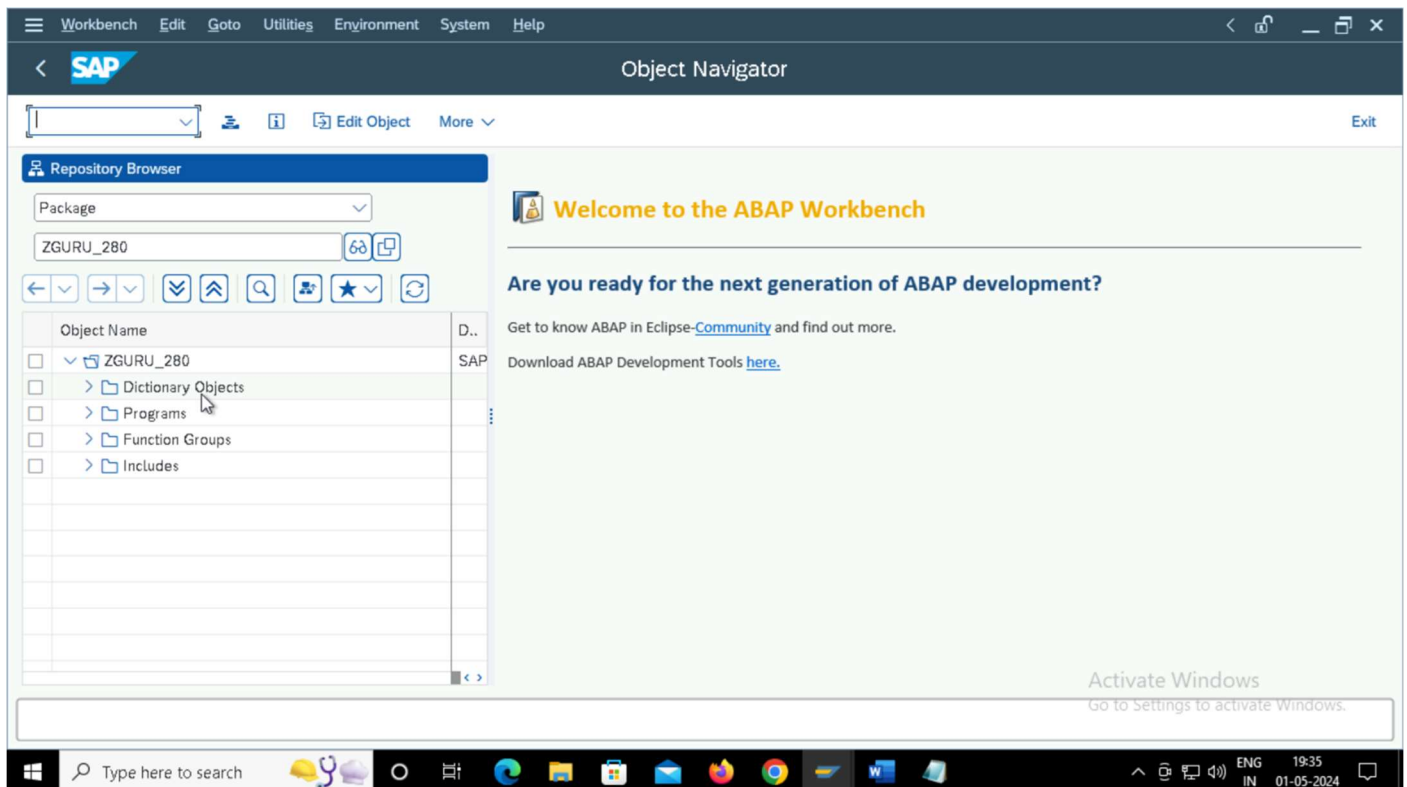 Workbench Edit Goto Utilities Environment System Help
SAP Object Navigator
Edit Object More Exit
Repository Browser
Package
ZGURU_280
Object Name D..
ZGURU_280 SAP
Dictionary Objects
Programs
Function Groups
Includes
Welcome to the ABAP Workbench
Are you ready for the next generation of ABAP development?
Get to know ABAP in Eclipse-Community and find out more.
Download ABAP Development Tools here.
Activate Windows
Go to Settings to activate Windows.
Type here to search
ENG 19:35
IN 01-05-2024